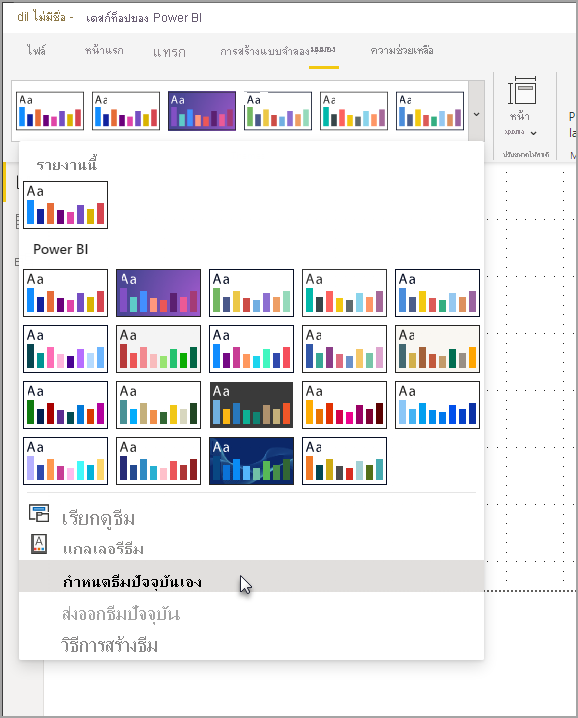 dil ไม่มีชื่อ - เดสก์ท็อปของ Power BI
ไฟล์ หน้าแรก แทรก การสร้างแบบจำลอง มุมมอง ความช่วยเหลือ
Aa Aa Aa Aa Aa Aa
หน้า
รายงานนี้
Aa
Power BI
Aa Aa Aa Aa Aa
Aa Aa Aa Aa Aa
Aa Aa Aa Aa Aa
Aa Aa Aa Aa
เรียกดูธีม
แกลเลอรีธีม
กำหนดธีมปัจจุบันเอง
ส่งออกธีมปัจจุบัน
วิธีการสร้างธีม